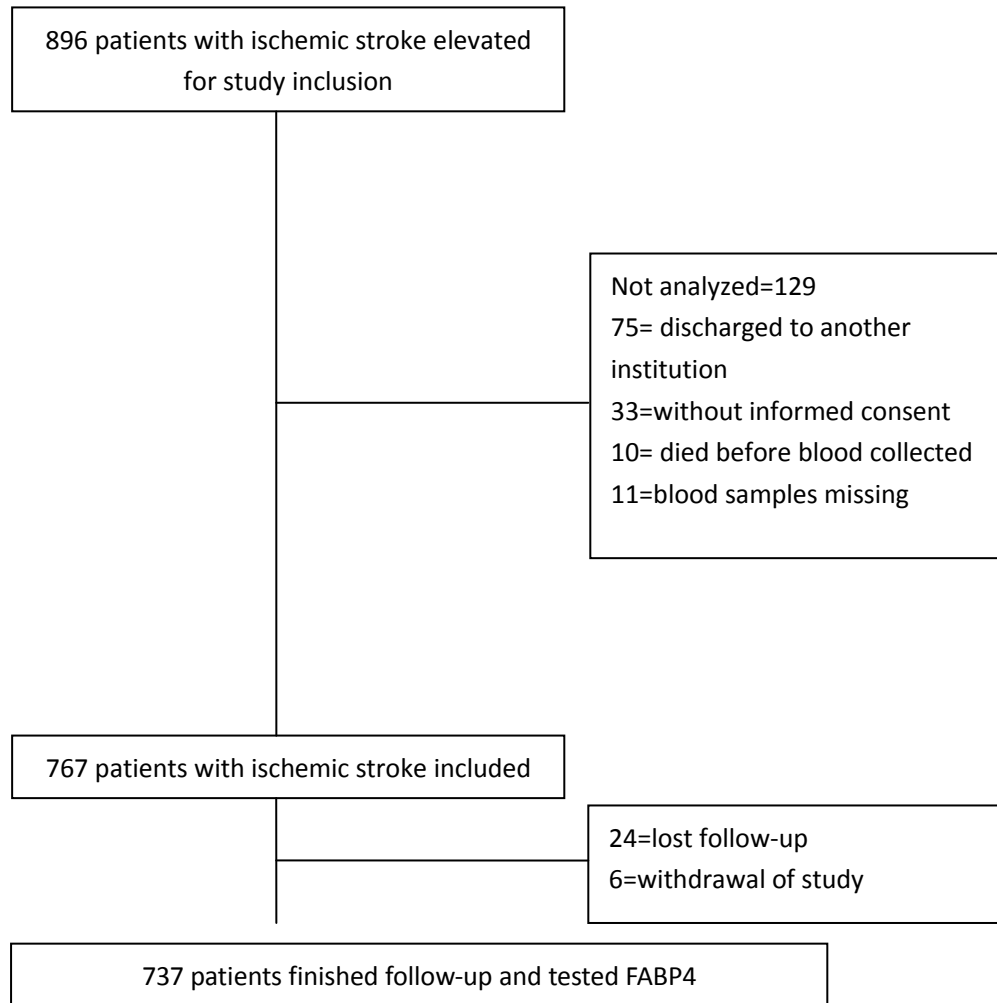 896 patients with ischemic stroke elevated
for study inclusion
Not analyzed=129
75= discharged to another
institution
33=without informed consent
10= died before blood collected
11=blood samples missing
767 patients with ischemic stroke included
24=lost follow-up
6=withdrawal of study
737 patients finished follow-up and tested FABP4